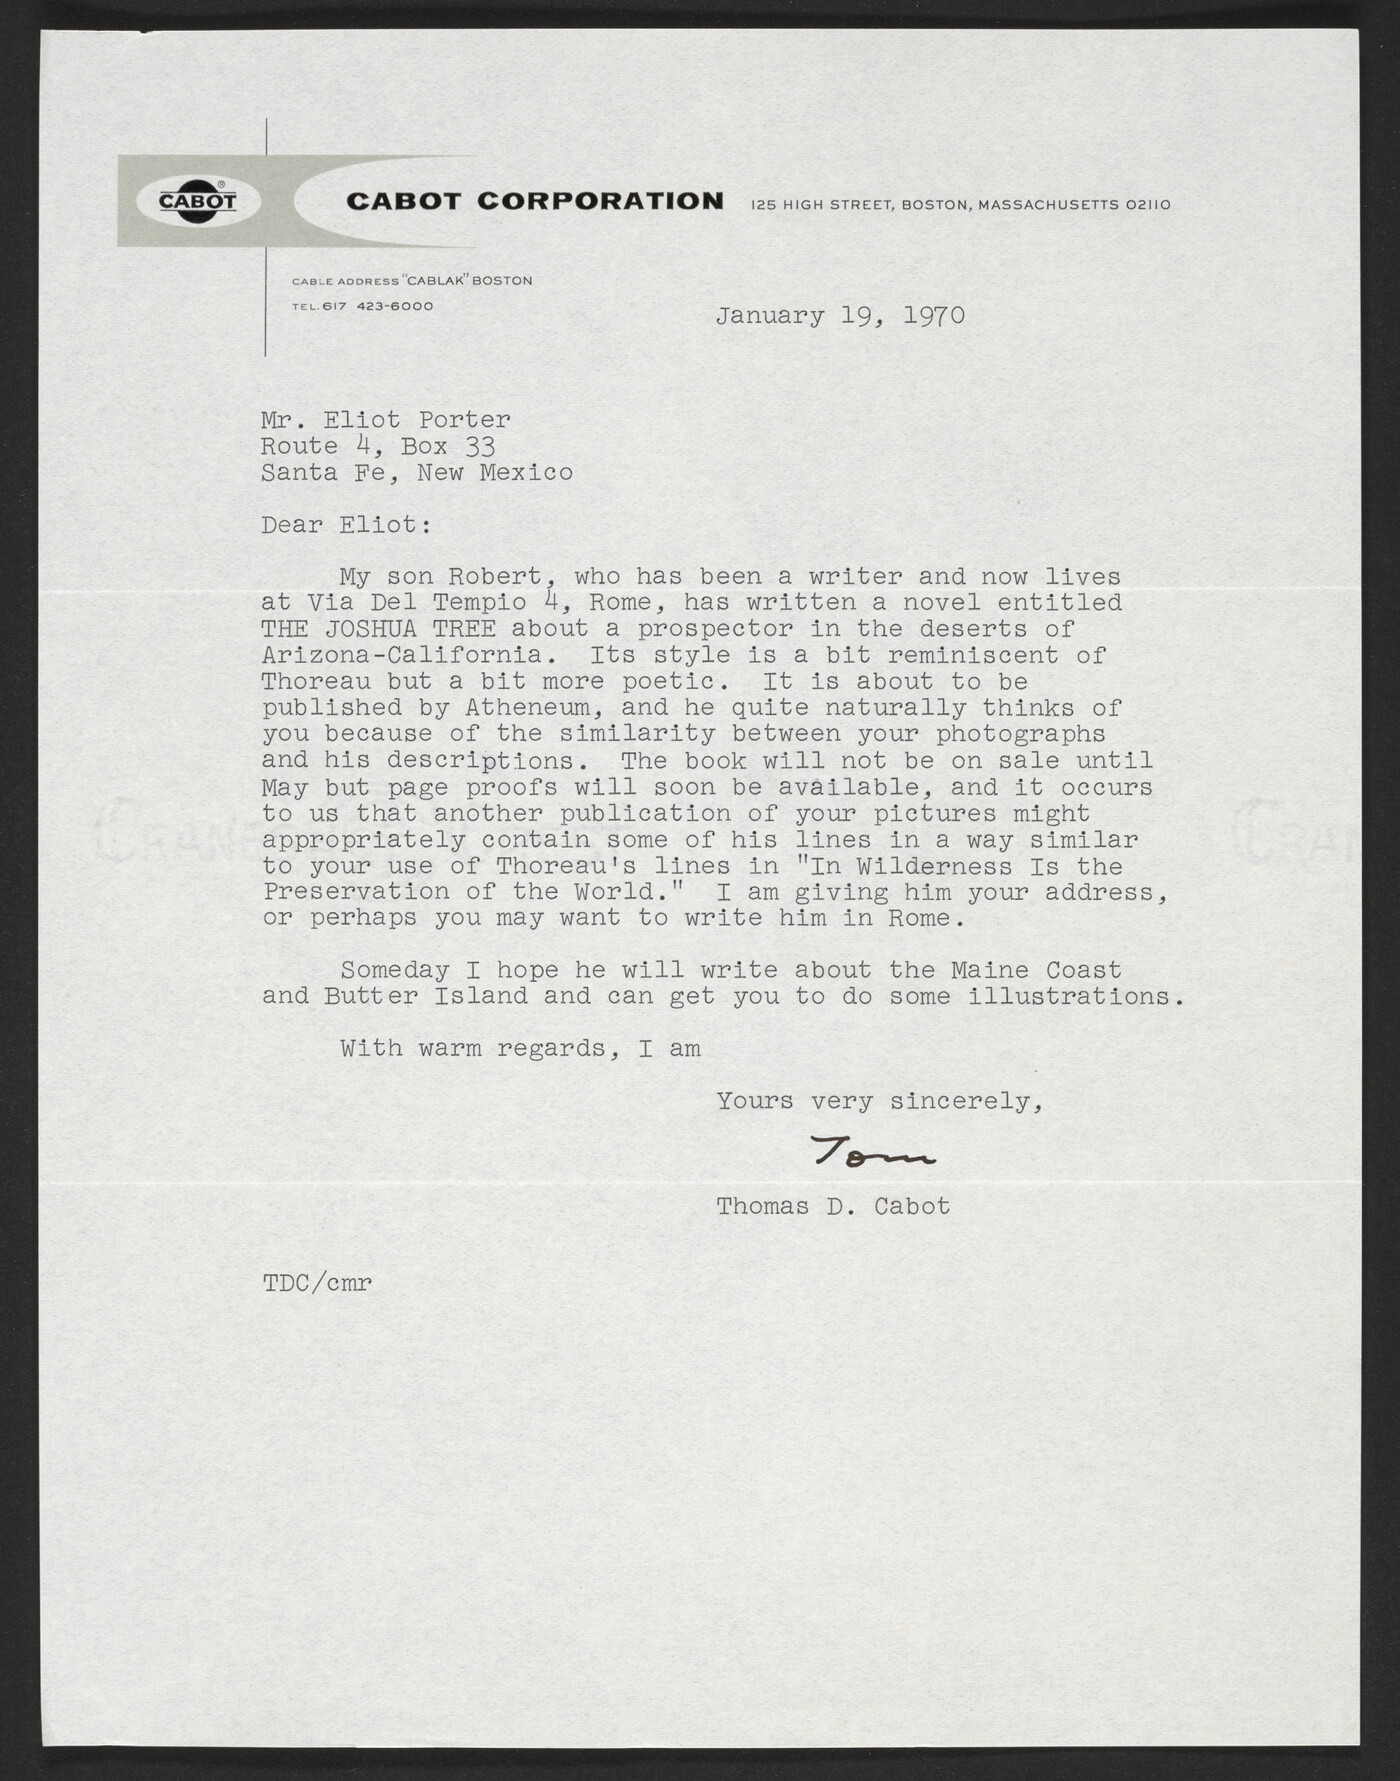 CABOT ®
CABOT CORPORATION 125 HIGH STREET, BOSTON, MASSACHUSETTS 02110
CABLE ADDRESS "CABLAK" BOSTON
TEL. 617 423-6000
January 19, 1970
Mr. Eliot Porter
Route 4, Box 33
Santa Fe, New Mexico
Dear Eliot:
My son Robert, who has been a writer and now lives
at Via Del Tempio 4, Rome, has written a novel entitled
THE JOSHUA TREE about a prospector in the deserts of
Arizona-California. Its style is a bit reminiscent of
Thoreau but a bit more poetic. It is about to be
published by Atheneum, and he quite naturally thinks of
you because of the similarity between your photographs
and his descriptions. The book will not be on sale until
May but page proofs will soon be available, and it occurs
to us that another publication of your pictures might
appropriately contain some of his lines in a way similar
to your use of Thoreau's lines in "In Wilderness Is the
Preservation of the World." I am giving him your address,
or perhaps you may want to write him in Rome.
Someday I hope he will write about the Maine Coast
and Butter Island and can get you to do some illustrations.
With warm regards, I am
Yours very sincerely,
Tom
Thomas D. Cabot
TDC/cmr